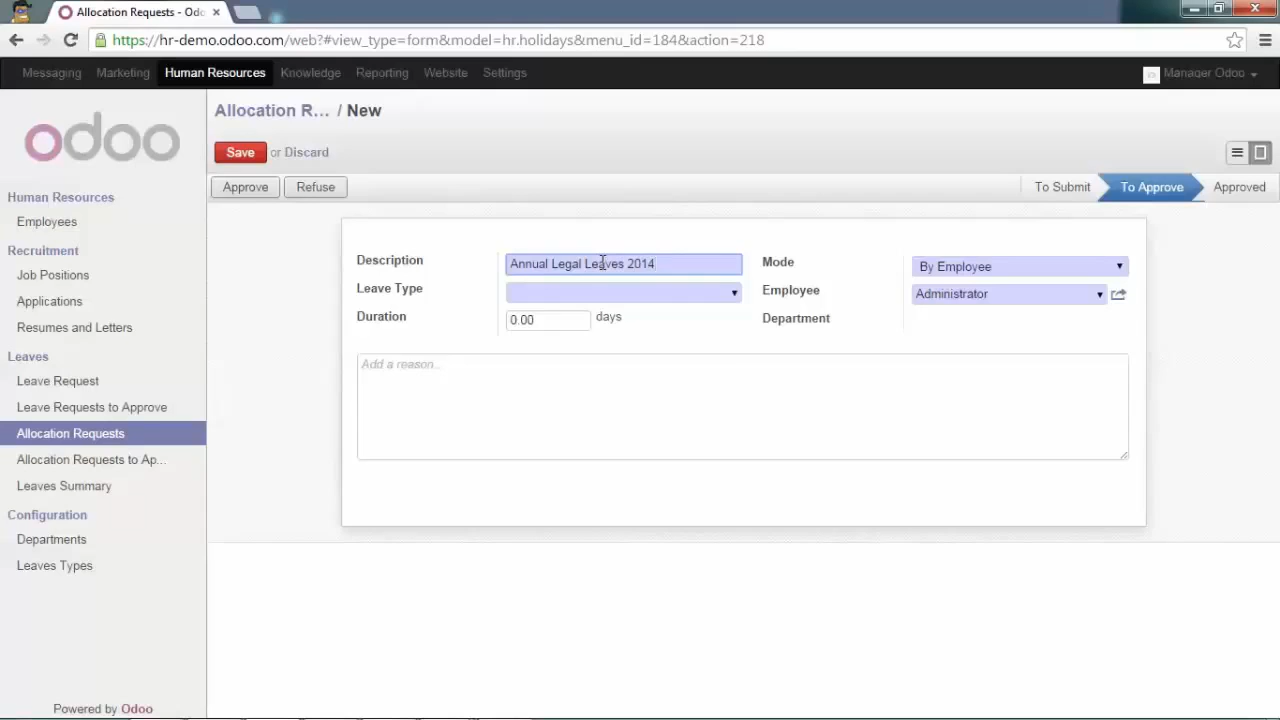 Allocation Requests - Odo
https://hr-demo.odoo.com/web?#view_type=form&model=hr.holidays&menu_id=184&action=218
Messaging Marketing Human Resources Knowledge Reporting Website Settings Manager Odoo
odoo
Allocation R... / New
Save or Discard
Approve Refuse To Submit To Approve Approved
Human Resources
Employees
Recruitment
Job Positions
Applications
Resumes and Letters
Leaves
Leave Request
Leave Requests to Approve
Allocation Requests
Allocation Requests to Ap...
Leaves Summary
Configuration
Departments
Leaves Types
Powered by Odoo
Description Annual Legal Leaves 2014
Leave Type
Duration 0.00 days
Mode By Employee
Employee Administrator
Department
Add a reason...